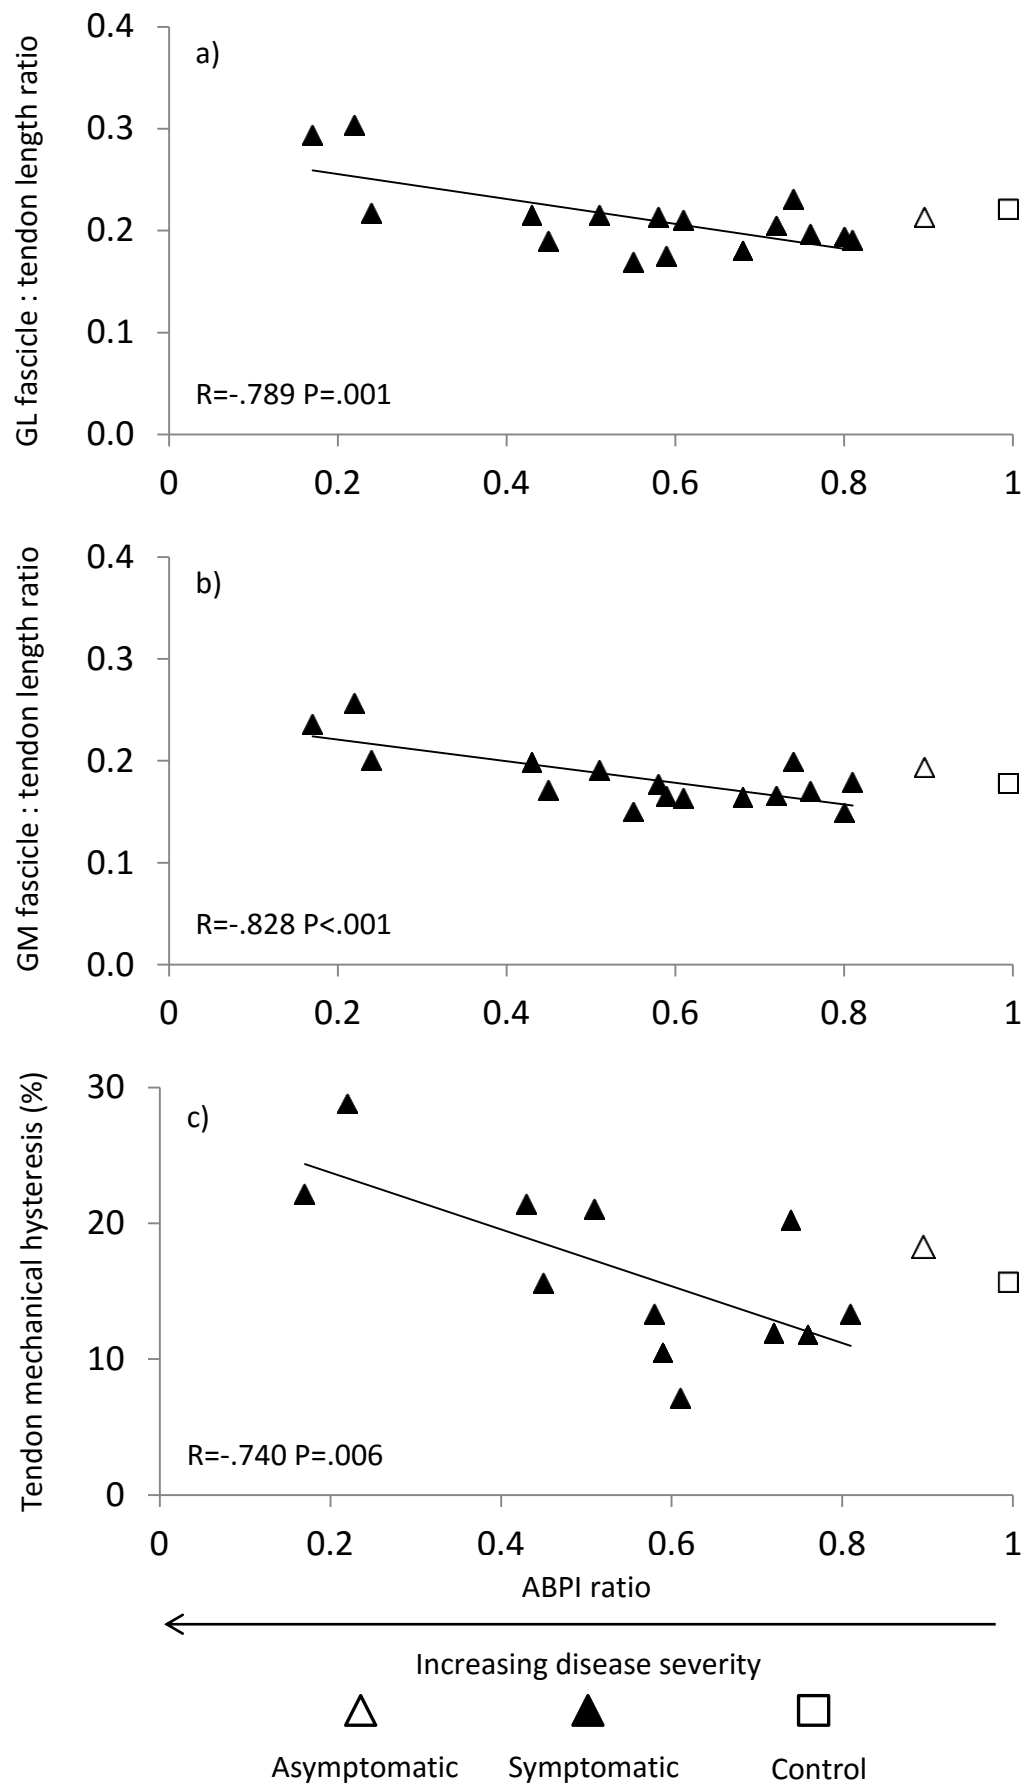 0.4
a)
0.3
0.2
0.1
0.0
GL fascicle : tendon length ratio
R=-.789 P=.001
0 0.2 0.4 0.6 0.8 1
0.4
b)
0.3
0.2
0.1
0.0
GM fascicle : tendon length ratio
R=-.828 P<.001
0 0.2 0.4 0.6 0.8 1
30
c)
20
10
0
Tendon mechanical hysteresis (%)
R=-.740 P=.006
0 0.2 0.4 0.6 0.8 1
ABPI ratio
Increasing disease severity
Asymptomatic Symptomatic Control